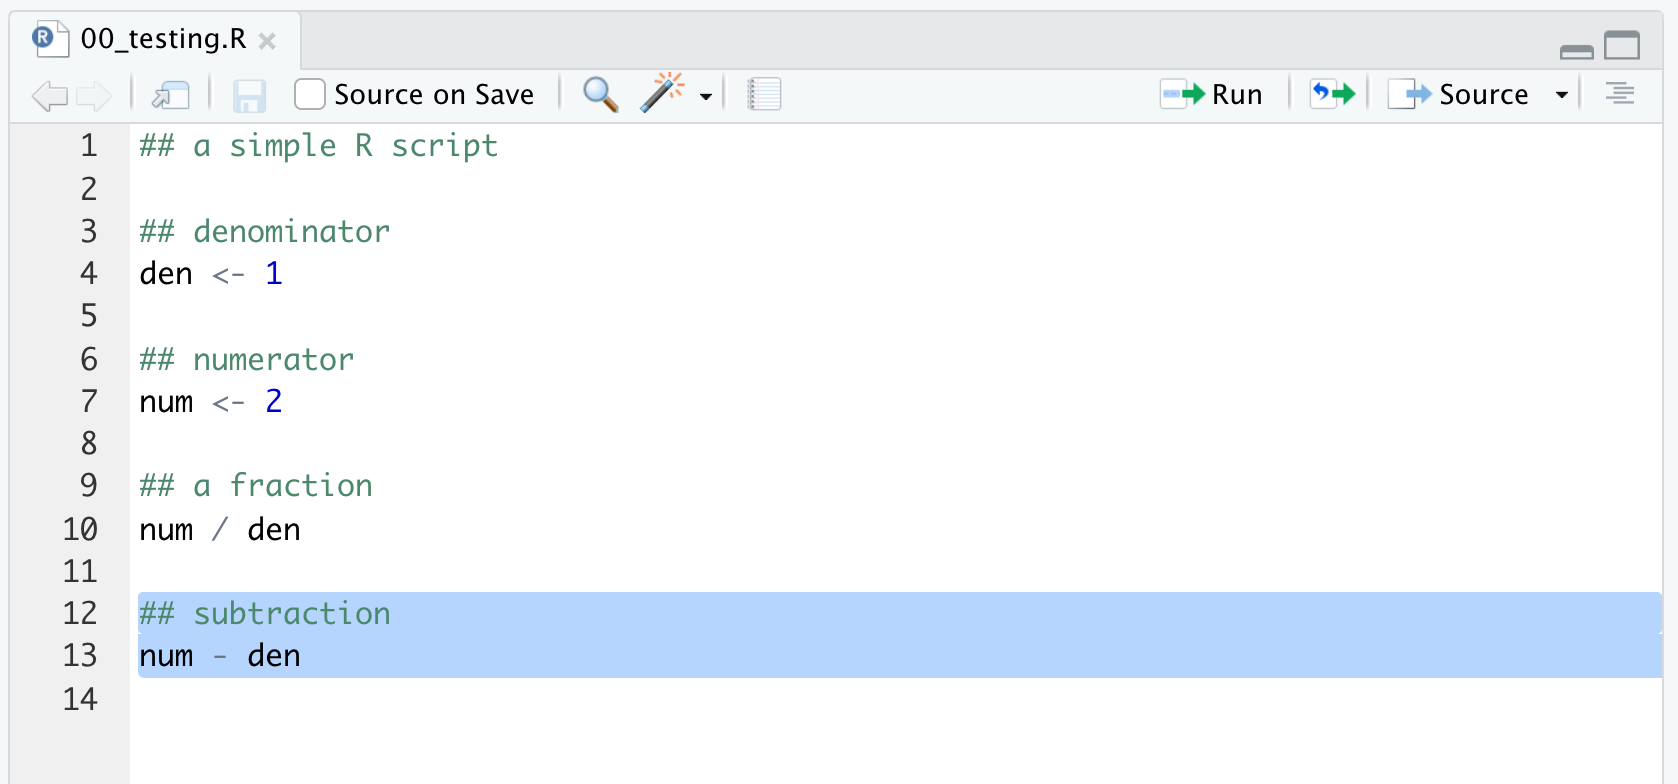 00_testing.R
Source on Save Run Source
1 ## a simple R script
2
3 ## denominator
4 den <- 1
5
6 ## numerator
7 num <- 2
8
9 ## a fraction
10 num / den
11
12 ## subtraction
13 num - den
14